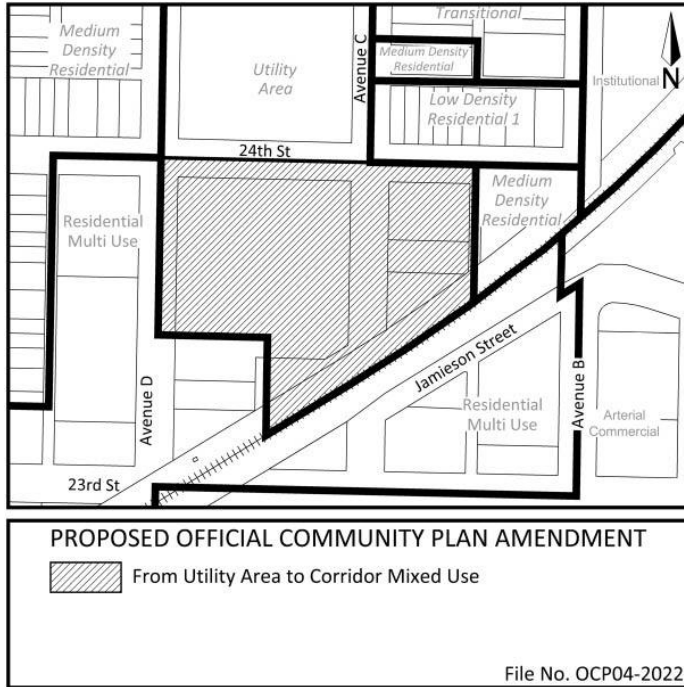 Medium
Density
Residential
Utility
Area
Avenue C
Transitional
Medium Density
Residential
Low Density
Residential 1
Institutional
N
24th St
Residential
Multi Use
Medium
Density
Residential
Avenue D
Jamieson Street
Residential
Multi Use
Avenue B
Arterial
Commercial
23rd St
PROPOSED OFFICIAL COMMUNITY PLAN AMENDMENT
From Utility Area to Corridor Mixed Use
File No. OCP04-2022